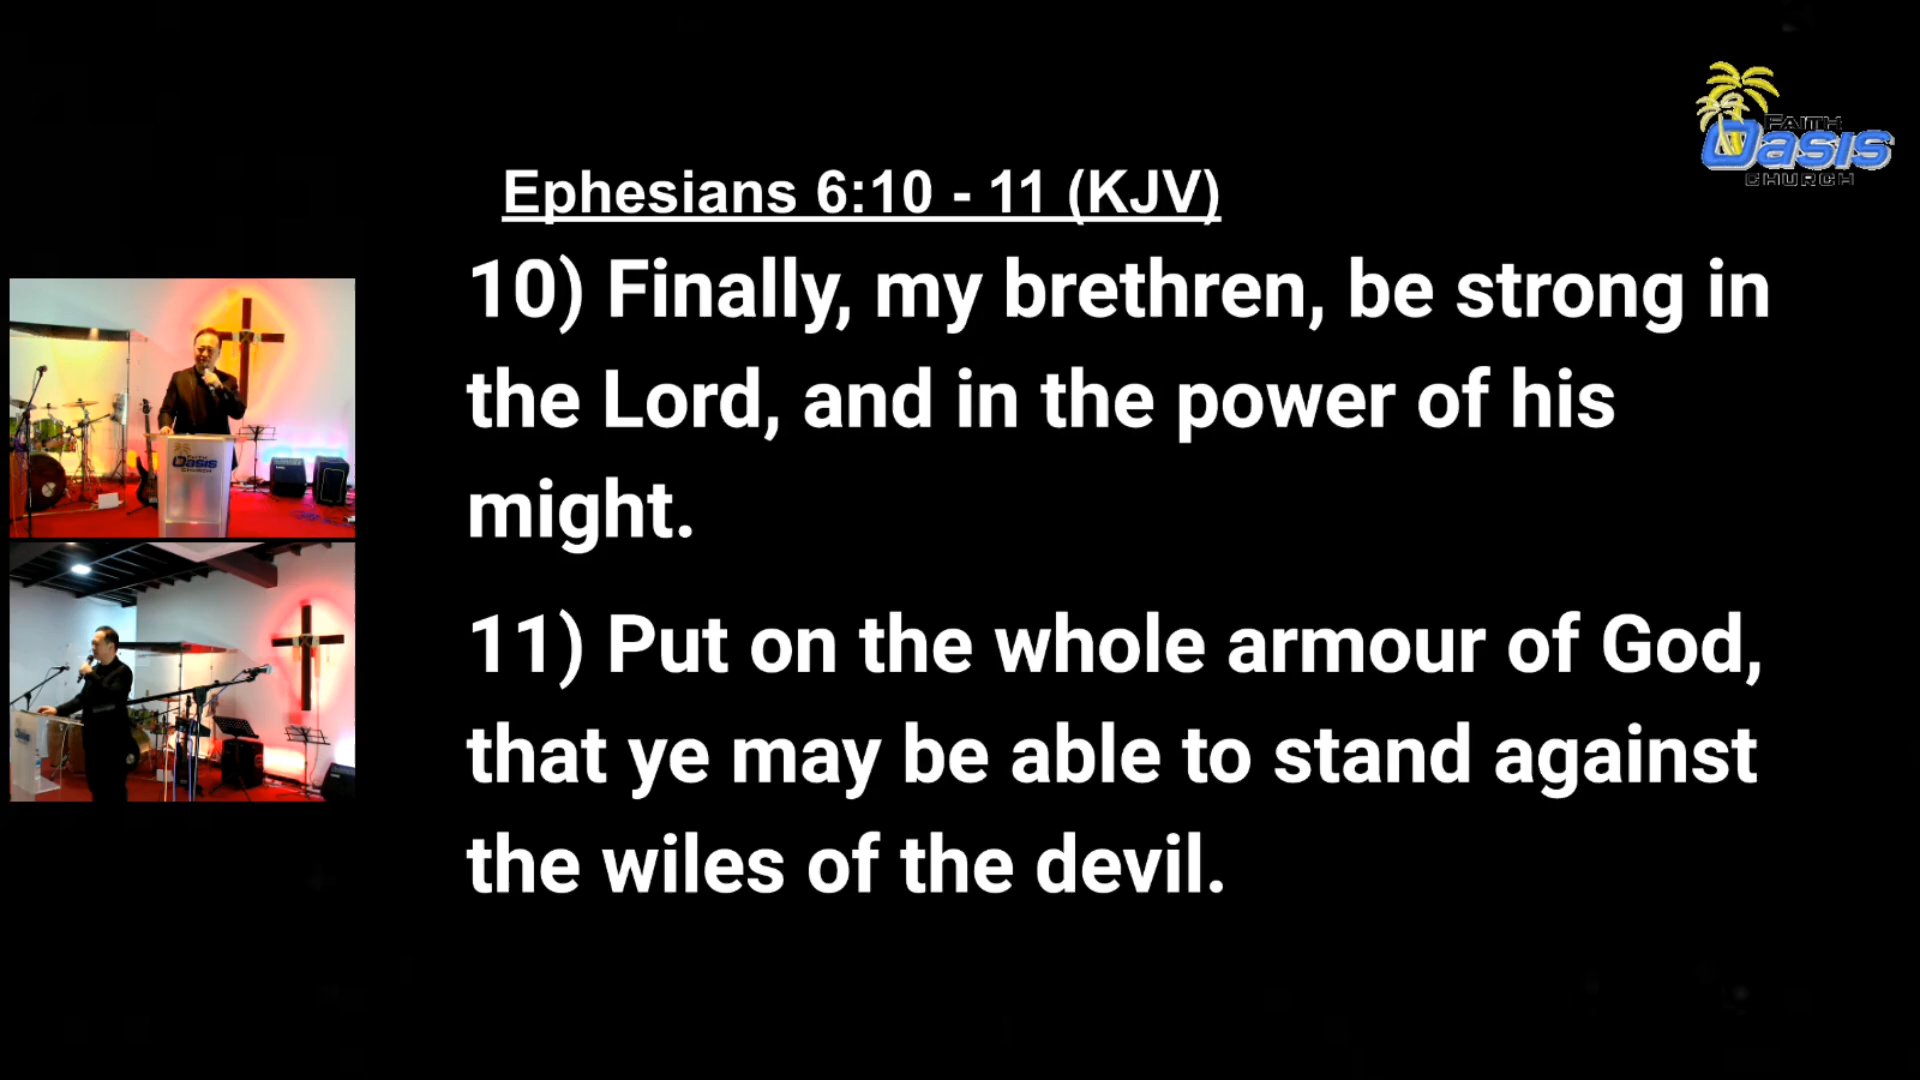 FAITH
Oasis
CHURCH
Ephesians 6:10 - 11 (KJV)
10) Finally, my brethren, be strong in
the Lord, and in the power of his
might.
11) Put on the whole armour of God,
that ye may be able to stand against
the wiles of the devil.
Oasis
CHURCH